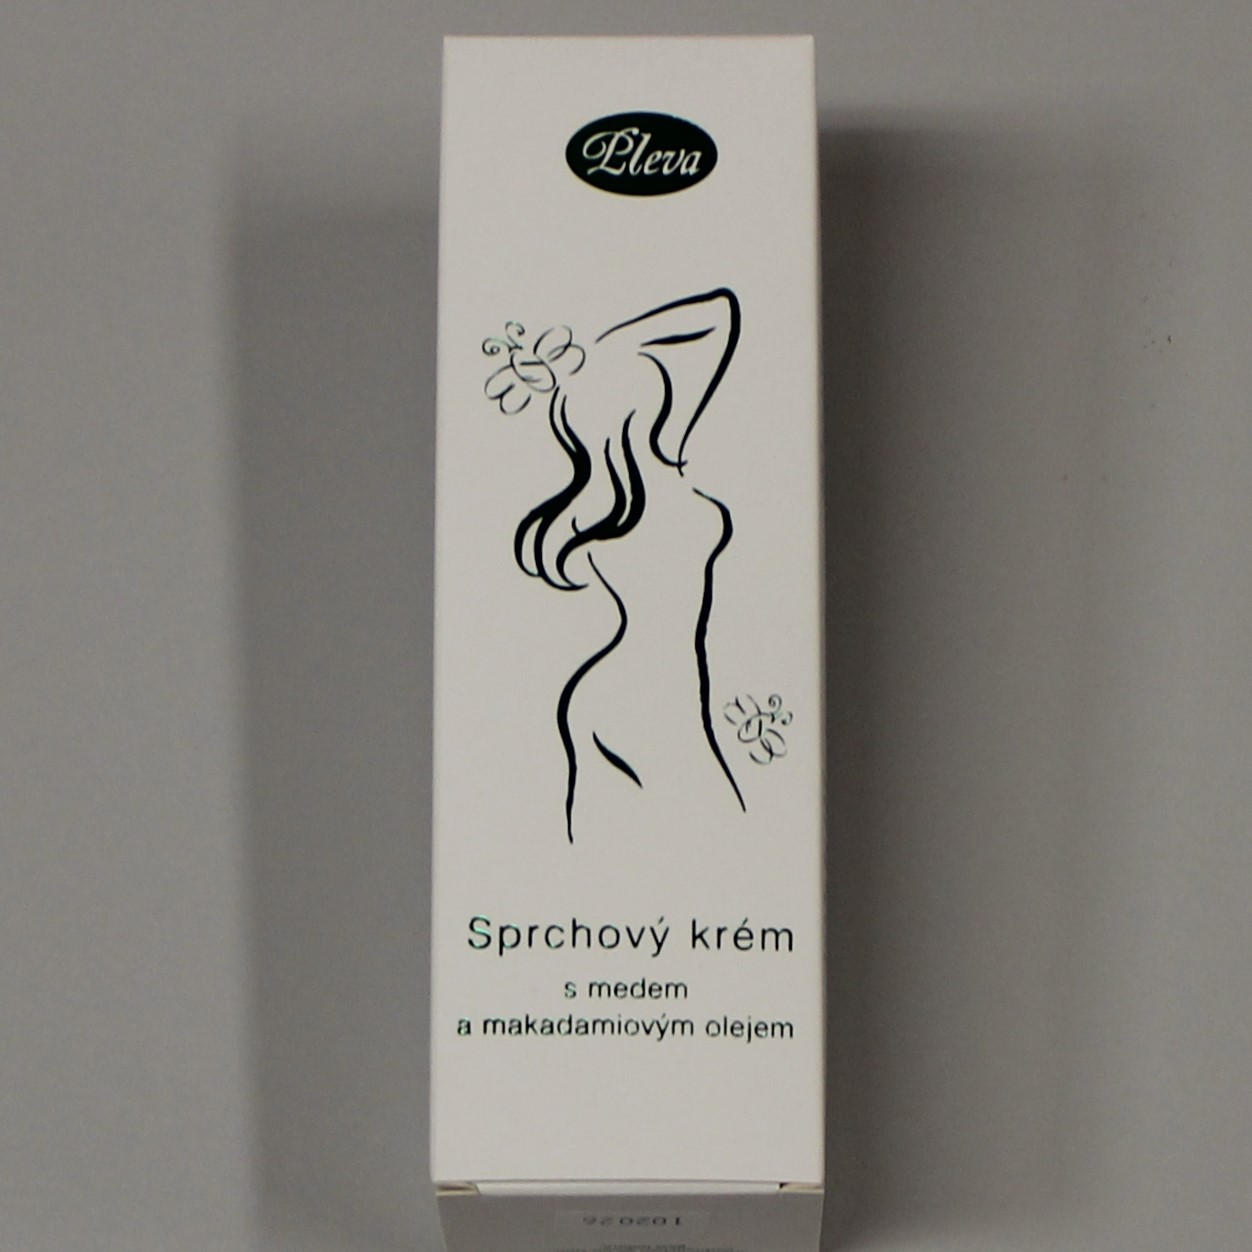 Pleva
Sprchový krém
s medem
a makadamiovým olejem
102026